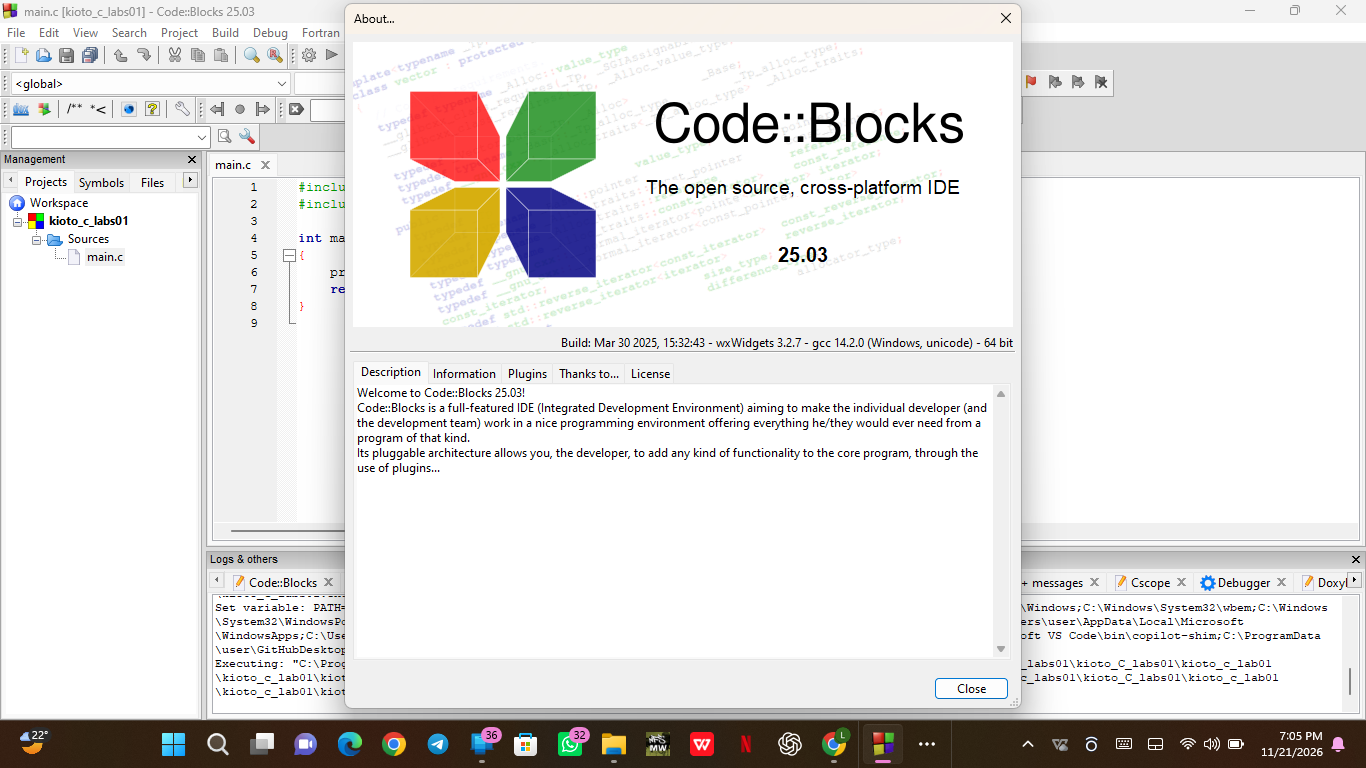 main.c [kioto_c_labs01] - Code::Blocks 25.03
File Edit View Search Project Build Debug Fortran
<global>
/** *<
Management
Projects Symbols Files
Workspace
kioto_c_labs01
Sources
main.c
main.c
1 #inclu
2 #inclu
3
4 int ma
5 {
6 pr
7 re
8 }
9
About...
Code::Blocks
The open source, cross-platform IDE
25.03
Build: Mar 30 2025, 15:32:43 - wxWidgets 3.2.7 - gcc 14.2.0 (Windows, unicode) - 64 bit
Description Information Plugins Thanks to... License
Welcome to Code::Blocks 25.03!
Code::Blocks is a full-featured IDE (Integrated Development Environment) aiming to make the individual developer (and
the development team) work in a nice programming environment offering everything he/they would ever need from a
program of that kind.
Its pluggable architecture allows you, the developer, to add any kind of functionality to the core program, through the
use of plugins...
Close
Logs & others
Code::Blocks + messages Cscope Debugger Doxyl
Set variable: PATH= \Windows;C:\Windows\System32\wbem;C:\Windows
\System32\WindowsPo ers\user\AppData\Local\Microsoft
\WindowsApps;C:\Use oft VS Code\bin\copilot-shim;C:\ProgramData
\user\GitHubDesktop
Executing: "C:\Prog _labs01\kioto_C_labs01\kioto_c_lab01
\kioto_c_lab01\kiot c_labs01\kioto_C_labs01\kioto_c_lab01
\kioto_c_lab01\kiot
22°
36
32
NFS
MW
L
7:05 PM
11/21/2026